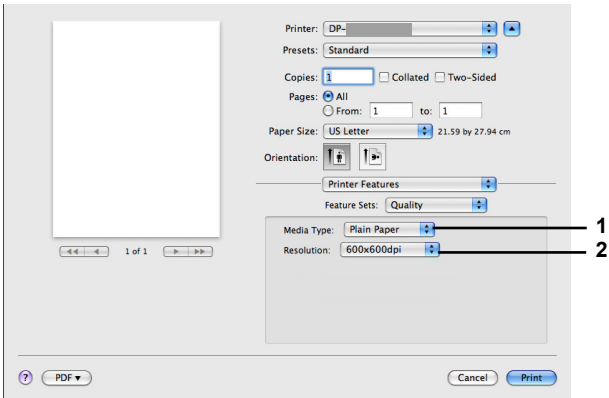 Printer: DP-
Presets: Standard
Copies: 1 Collated Two-Sided
Pages: All
From: 1 to: 1
Paper Size: US Letter 21.59 by 27.94 cm
Orientation:
Printer Features
Feature Sets: Quality
Media Type: Plain Paper 1
Resolution: 600x600dpi 2
1 of 1
? PDF▼ Cancel Print